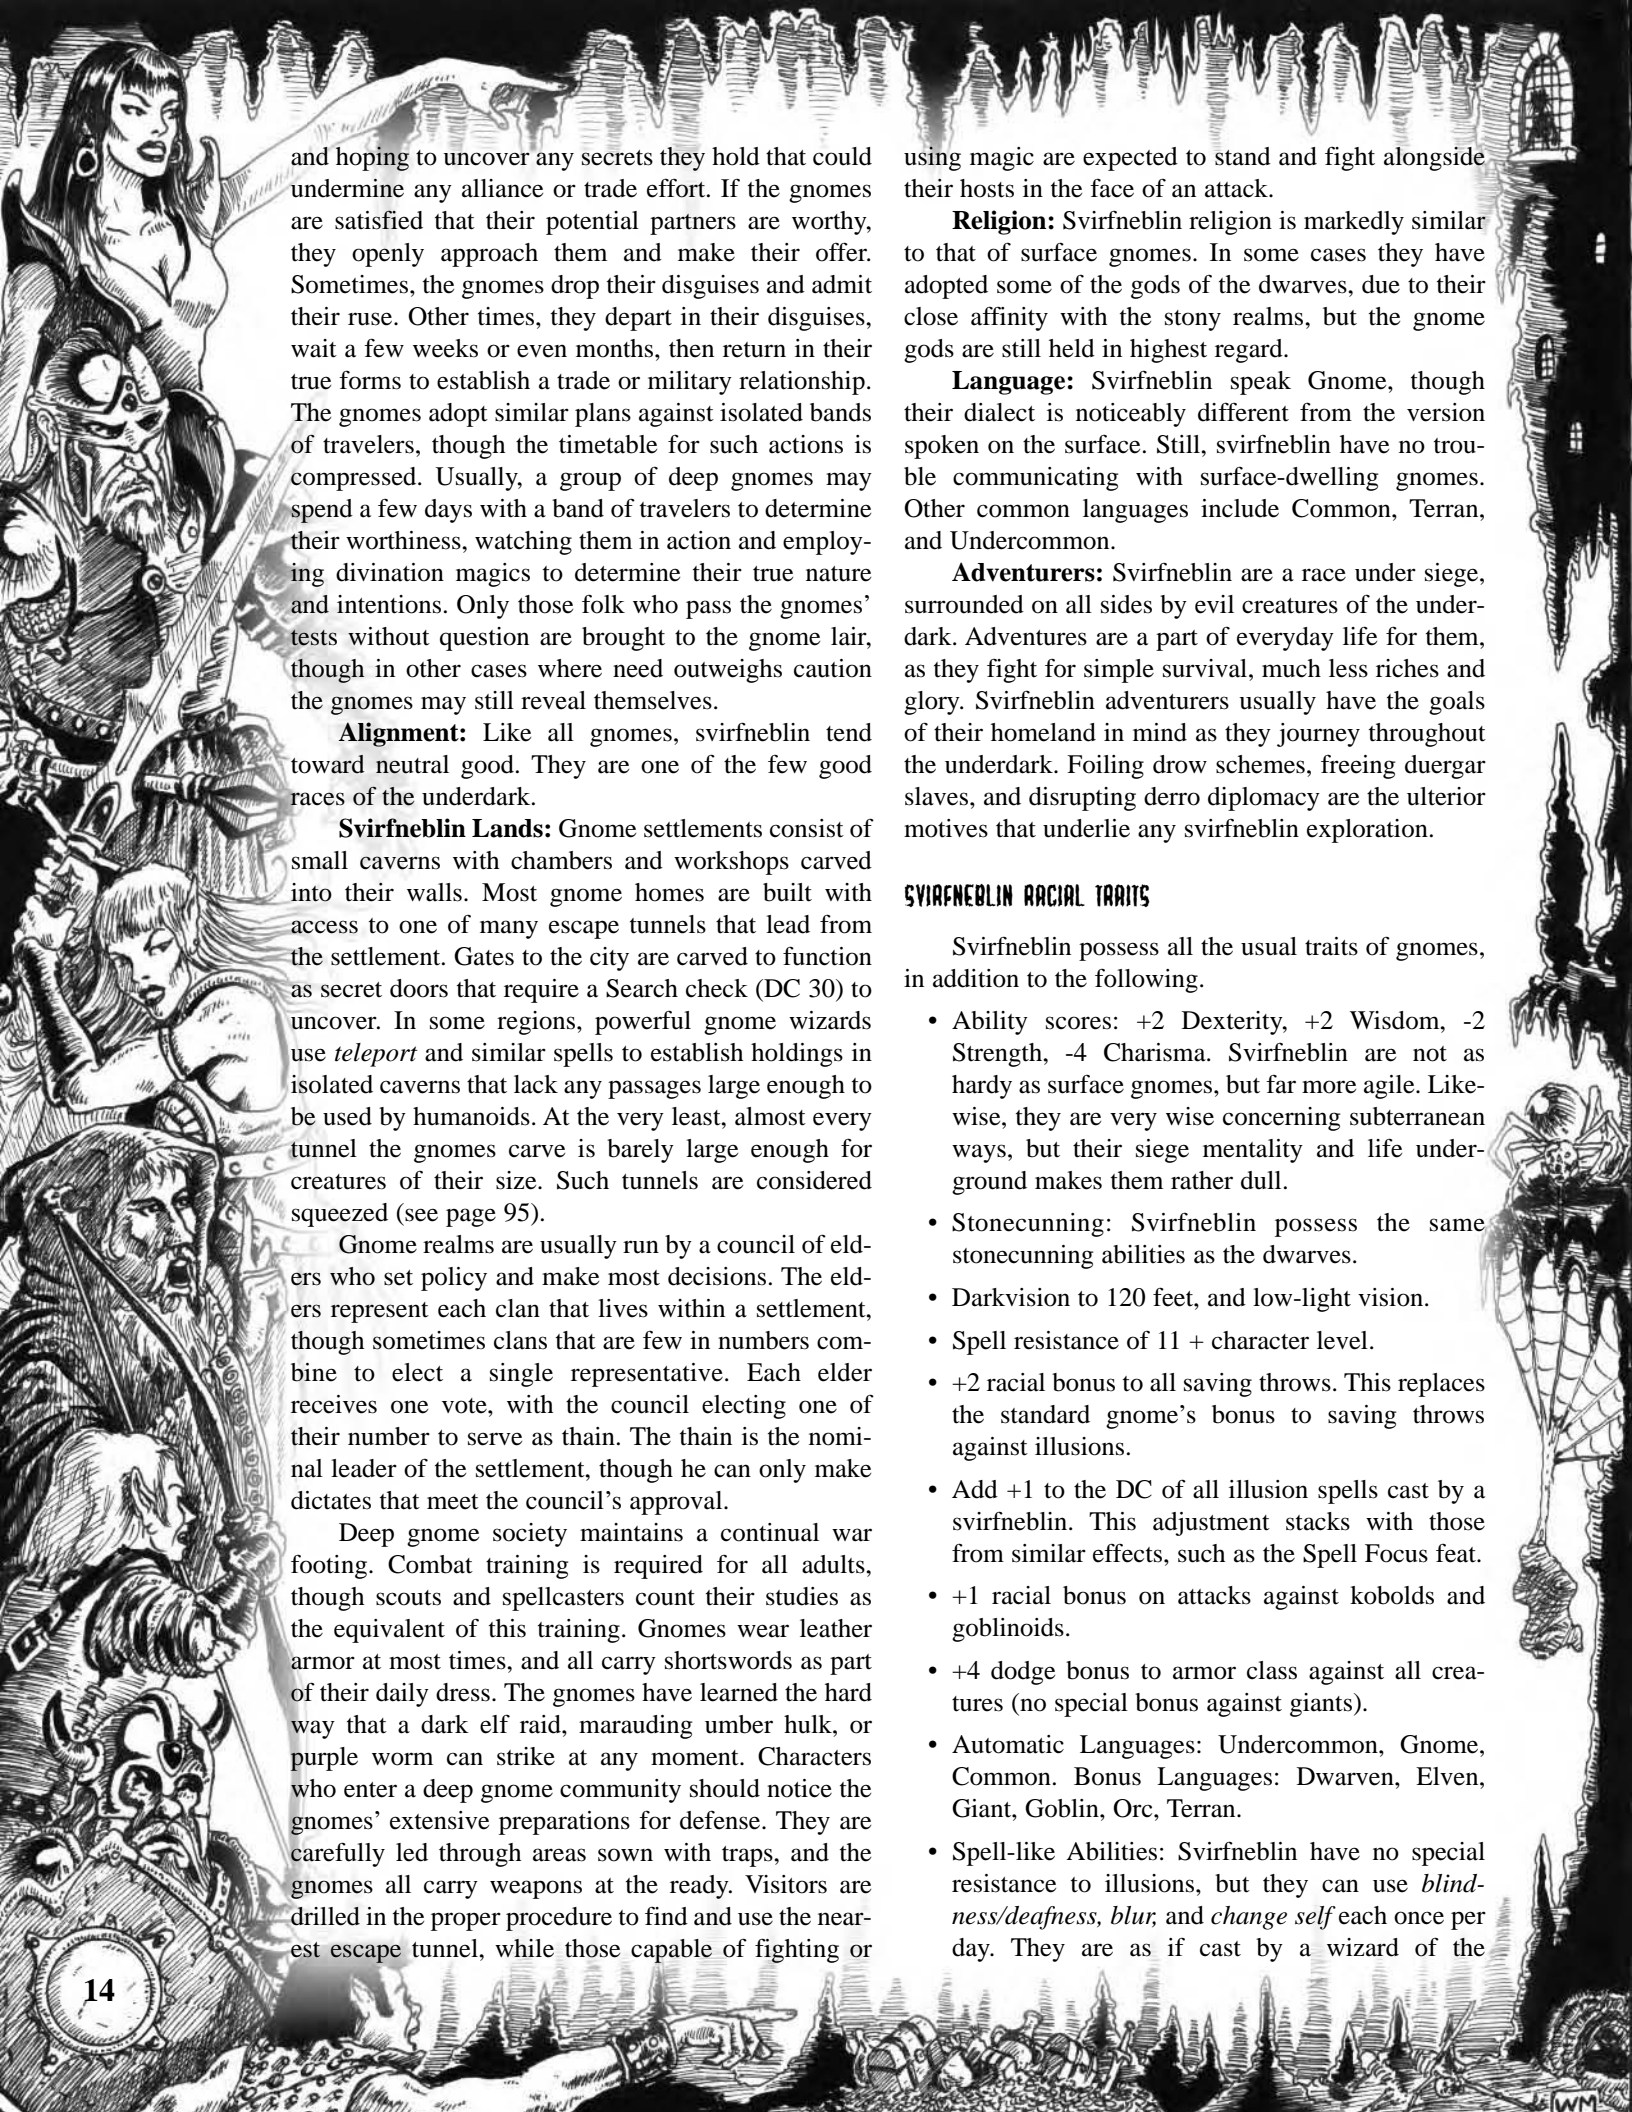 and hoping to uncover any secrets they hold that could
undermine any alliance or trade effort. If the gnomes
are satisfied that their potential partners are worthy,
they openly approach them and make their offer.
Sometimes, the gnomes drop their disguises and admit
their ruse. Other times, they depart in their disguises,
wait a few weeks or even months, then return in their
true forms to establish a trade or military relationship.
The gnomes adopt similar plans against isolated bands
of travelers, though the timetable for such actions is
compressed. Usually, a group of deep gnomes may
spend a few days with a band of travelers to determine
their worthiness, watching them in action and employ-
ing divination magics to determine their true nature
and intentions. Only those folk who pass the gnomes'
tests without question are brought to the gnome lair,
though in other cases where need outweighs caution
the gnomes may still reveal themselves.
Alignment: Like all gnomes, svirfneblin tend
toward neutral good. They are one of the few good
races of the underdark.
Svirfneblin Lands: Gnome settlements consist of
small caverns with chambers and workshops carved
into their walls. Most gnome homes are built with
access to one of many escape tunnels that lead from
the settlement. Gates to the city are carved to function
as secret doors that require a Search check (DC 30) to
uncover. In some regions, powerful gnome wizards
use teleport and similar spells to establish holdings in
isolated caverns that lack any passages large enough to
be used by humanoids. At the very least, almost every
tunnel the gnomes carve is barely large enough for
creatures of their size. Such tunnels are considered
squeezed (see page 95).
Gnome realms are usually run by a council of eld-
ers who set policy and make most decisions. The eld-
ers represent each clan that lives within a settlement,
though sometimes clans that are few in numbers com-
bine to elect a single representative. Each elder
receives one vote, with the council electing one of
their number to serve as thain. The thain is the nomi-
nal leader of the settlement, though he can only make
dictates that meet the council's approval.
Deep gnome society maintains a continual war
footing. Combat training is required for all adults,
though scouts and spellcasters count their studies as
the equivalent of this training. Gnomes wear leather
armor at most times, and all carry shortswords as part
of their daily dress. The gnomes have learned the hard
way that a dark elf raid, marauding umber hulk, or
purple worm can strike at any moment. Characters
who enter a deep gnome community should notice the
gnomes' extensive preparations for defense. They are
carefully led through areas sown with traps, and the
gnomes all carry weapons at the ready. Visitors are
drilled in the proper procedure to find and use the near-
est escape tunnel, while those capable of fighting or
using magic are expected to stand and fight alongside
their hosts in the face of an attack.
Religion: Svirfneblin religion is markedly similar
to that of surface gnomes. In some cases they have
adopted some of the gods of the dwarves, due to their
close affinity with the stony realms, but the gnome
gods are still held in highest regard.
Language: Svirfneblin speak Gnome, though
their dialect is noticeably different from the version
spoken on the surface. Still, svirfneblin have no trou-
ble communicating with surface-dwelling gnomes.
Other common languages include Common, Terran,
and Undercommon.
Adventurers: Svirfneblin are a race under siege,
surrounded on all sides by evil creatures of the under-
dark. Adventures are a part of everyday life for them,
as they fight for simple survival, much less riches and
glory. Svirfneblin adventurers usually have the goals
of their homeland in mind as they journey throughout
the underdark. Foiling drow schemes, freeing duergar
slaves, and disrupting derro diplomacy are the ulterior
motives that underlie any svirfneblin exploration.
SVIRFNEBLIN RACIAL TRAITS
Svirfneblin possess all the usual traits of gnomes,
in addition to the following.
• Ability scores: +2 Dexterity, +2 Wisdom, -2
Strength, -4 Charisma. Svirfneblin are not as
hardy as surface gnomes, but far more agile. Like-
wise, they are very wise concerning subterranean
ways, but their siege mentality and life under-
ground makes them rather dull.
• Stonecunning: Svirfneblin possess the same
stonecunning abilities as the dwarves.
• Darkvision to 120 feet, and low-light vision.
• Spell resistance of 11 + character level.
• +2 racial bonus to all saving throws. This replaces
the standard gnome's bonus to saving throws
against illusions.
• Add +1 to the DC of all illusion spells cast by a
svirfneblin. This adjustment stacks with those
from similar effects, such as the Spell Focus feat.
• +1 racial bonus on attacks against kobolds and
goblinoids.
• +4 dodge bonus to armor class against all crea-
tures (no special bonus against giants).
• Automatic Languages: Undercommon, Gnome,
Common. Bonus Languages: Dwarven, Elven,
Giant, Goblin, Orc, Terran.
• Spell-like Abilities: Svirfneblin have no special
resistance to illusions, but they can use blind-
ness/deafness, blur, and change self each once per
day. They are as if cast by a wizard of the
14
WM